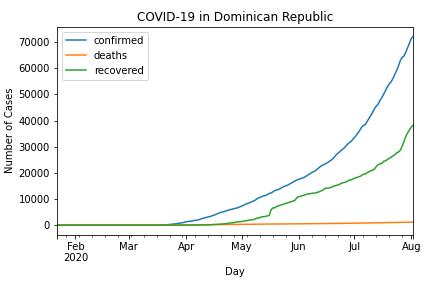 COVID-19 in Dominican Republic
confirmed
deaths
recovered
Number of Cases
70000
60000
50000
40000
30000
20000
10000
0
Feb Mar Apr May Jun Jul Aug
2020
Day